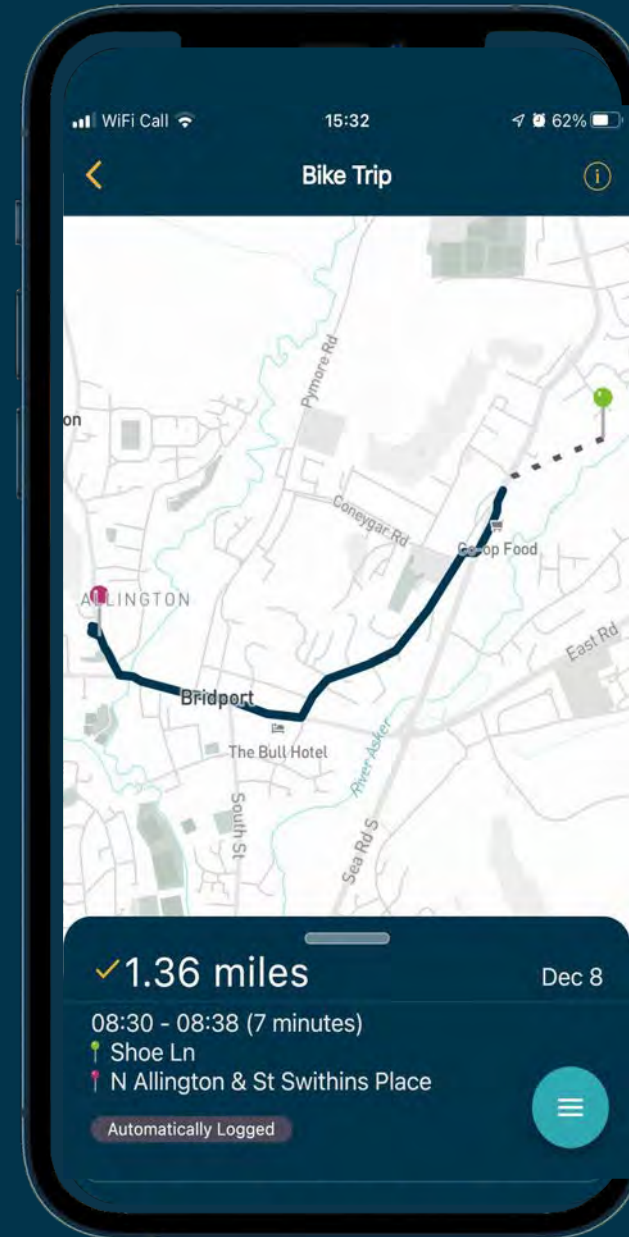 WiFi Call 15:32 62%
Bike Trip
Pymore Rd
on
Coneygar Rd
Co-op Food
ALLINGTON
East Rd
Bridport
The Bull Hotel
River Asker
South St
Sea Rd S
1.36 miles Dec 8
08:30 - 08:38 (7 minutes)
Shoe Ln
N Allington & St Swithins Place
Automatically Logged